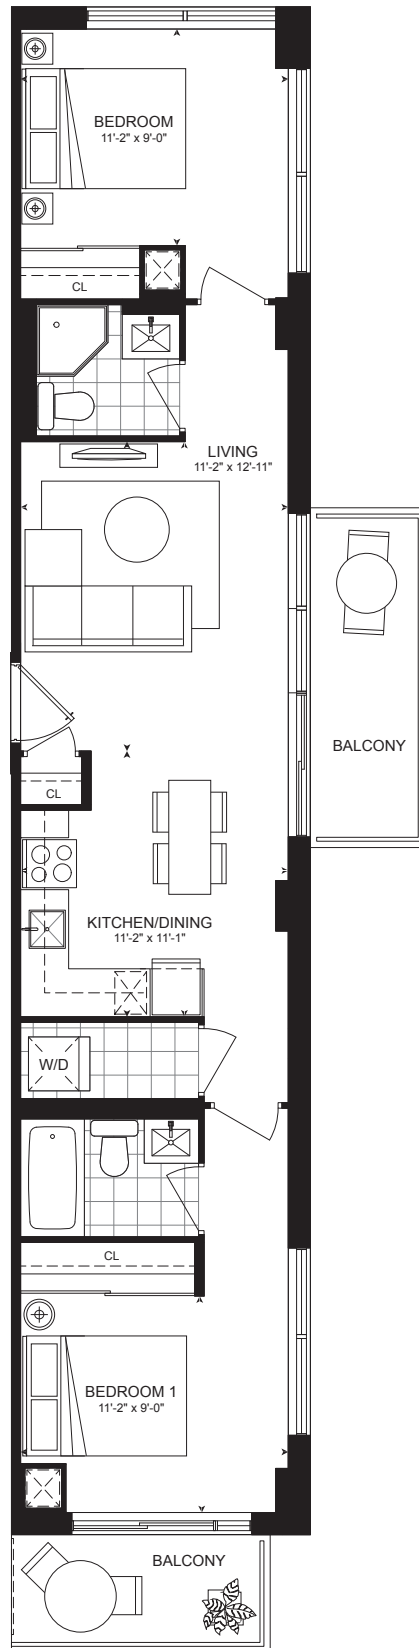 BEDROOM
11'-2" x 9'-0"
CL
LIVING
11'-2" x 12'-11"
BALCONY
CL
KITCHEN/DINING
11'-2" x 11'-1"
W/D
CL
BEDROOM 1
11'-2" x 9'-0"
BALCONY